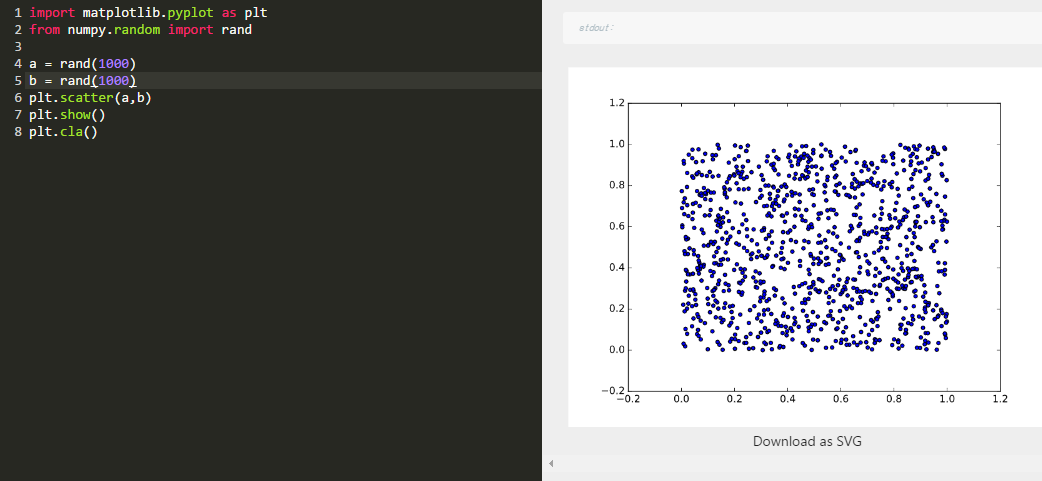 1 import matplotlib.pyplot as plt
2 from numpy.random import rand
3
4 a = rand(1000)
5 b = rand(1000)
6 plt.scatter(a,b)
7 plt.show()
8 plt.cla()
stdout:
1.2
1.0
0.8
0.6
0.4
0.2
0.0
−0.2
−0.2 0.0 0.2 0.4 0.6 0.8 1.0 1.2
Download as SVG